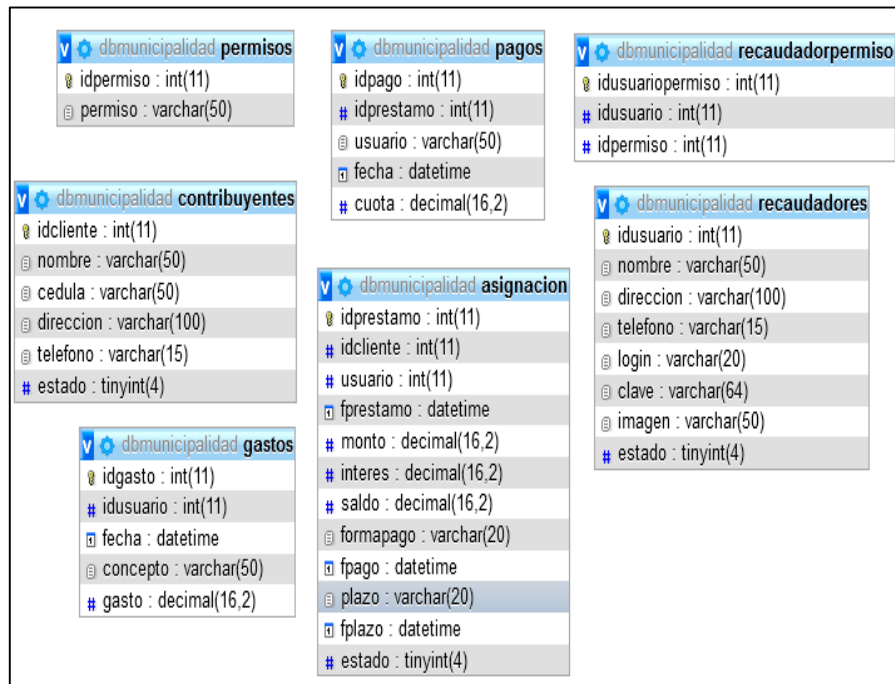 dbmunicipalidad permisos
idpermiso : int(11)
permiso : varchar(50)
dbmunicipalidad pagos
idpago : int(11)
idprestamo : int(11)
usuario : varchar(50)
fecha : datetime
cuota : decimal(16,2)
dbmunicipalidad recaudadorpermiso
idusuariopermiso : int(11)
idusuario : int(11)
idpermiso : int(11)
dbmunicipalidad contribuyentes
idcliente : int(11)
nombre : varchar(50)
cedula : varchar(50)
direccion : varchar(100)
telefono : varchar(15)
estado : tinyint(4)
dbmunicipalidad asignacion
idprestamo : int(11)
idcliente : int(11)
usuario : int(11)
fprestamo : datetime
monto : decimal(16,2)
interes : decimal(16,2)
saldo : decimal(16,2)
formapago : varchar(20)
fpago : datetime
plazo : varchar(20)
fplazo : datetime
estado : tinyint(4)
dbmunicipalidad recaudadores
idusuario : int(11)
nombre : varchar(50)
direccion : varchar(100)
telefono : varchar(15)
login : varchar(20)
clave : varchar(64)
imagen : varchar(50)
estado : tinyint(4)
dbmunicipalidad gastos
idgasto : int(11)
idusuario : int(11)
fecha : datetime
concepto : varchar(50)
gasto : decimal(16,2)